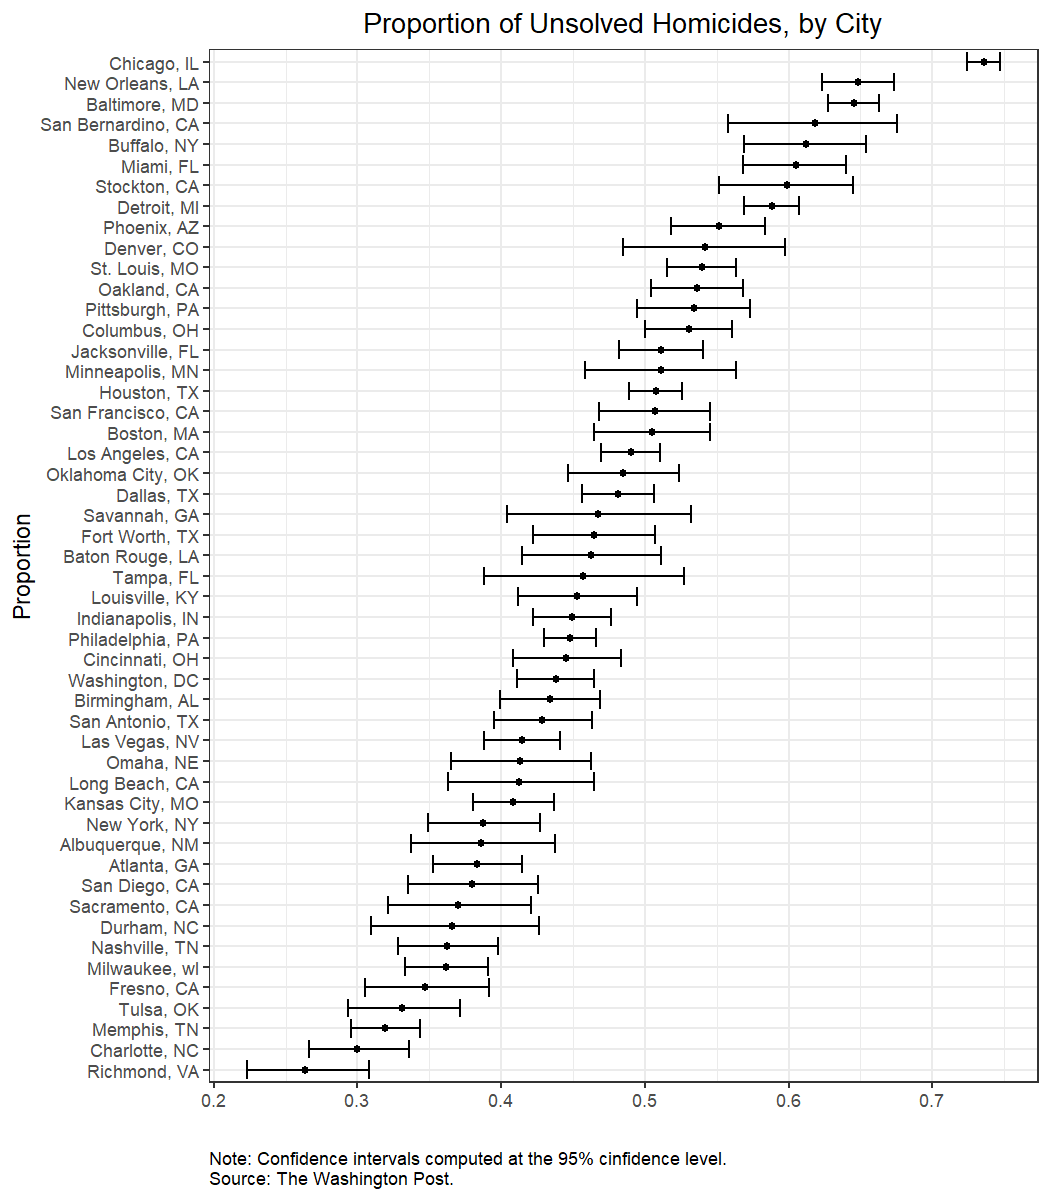 Proportion of Unsolved Homicides, by City
Chicago, IL
New Orleans, LA
Baltimore, MD
San Bernardino, CA
Buffalo, NY
Miami, FL
Stockton, CA
Detroit, MI
Phoenix, AZ
Denver, CO
St. Louis, MO
Oakland, CA
Pittsburgh, PA
Columbus, OH
Jacksonville, FL
Minneapolis, MN
Houston, TX
San Francisco, CA
Boston, MA
Los Angeles, CA
Oklahoma City, OK
Dallas, TX
Savannah, GA
Fort Worth, TX
Baton Rouge, LA
Tampa, FL
Louisville, KY
Indianapolis, IN
Philadelphia, PA
Cincinnati, OH
Washington, DC
Birmingham, AL
San Antonio, TX
Las Vegas, NV
Omaha, NE
Long Beach, CA
Kansas City, MO
New York, NY
Albuquerque, NM
Atlanta, GA
San Diego, CA
Sacramento, CA
Durham, NC
Nashville, TN
Milwaukee, wI
Fresno, CA
Tulsa, OK
Memphis, TN
Charlotte, NC
Richmond, VA
Proportion
0.2 0.3 0.4 0.5 0.6 0.7
Note: Confidence intervals computed at the 95% cinfidence level.
Source: The Washington Post.